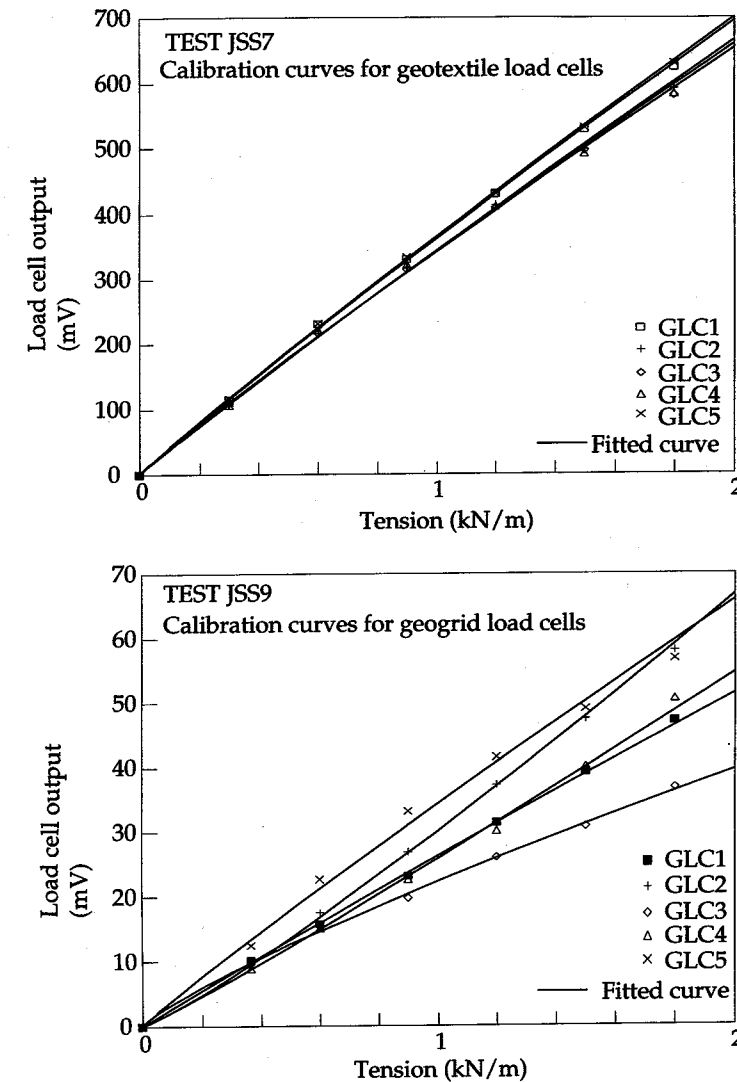 TEST JSS7
Calibration curves for geotextile load cells
700
600
500
400
300
200
100
0
Load cell output
(mV)
GLC1
GLC2
GLC3
GLC4
GLC5
Fitted curve
0
1
2
Tension (kN/m)
TEST JSS9
Calibration curves for geogrid load cells
70
60
50
40
30
20
10
0
Load cell output
(mV)
GLC1
GLC2
GLC3
GLC4
GLC5
Fitted curve
0
1
2
Tension (kN/m)